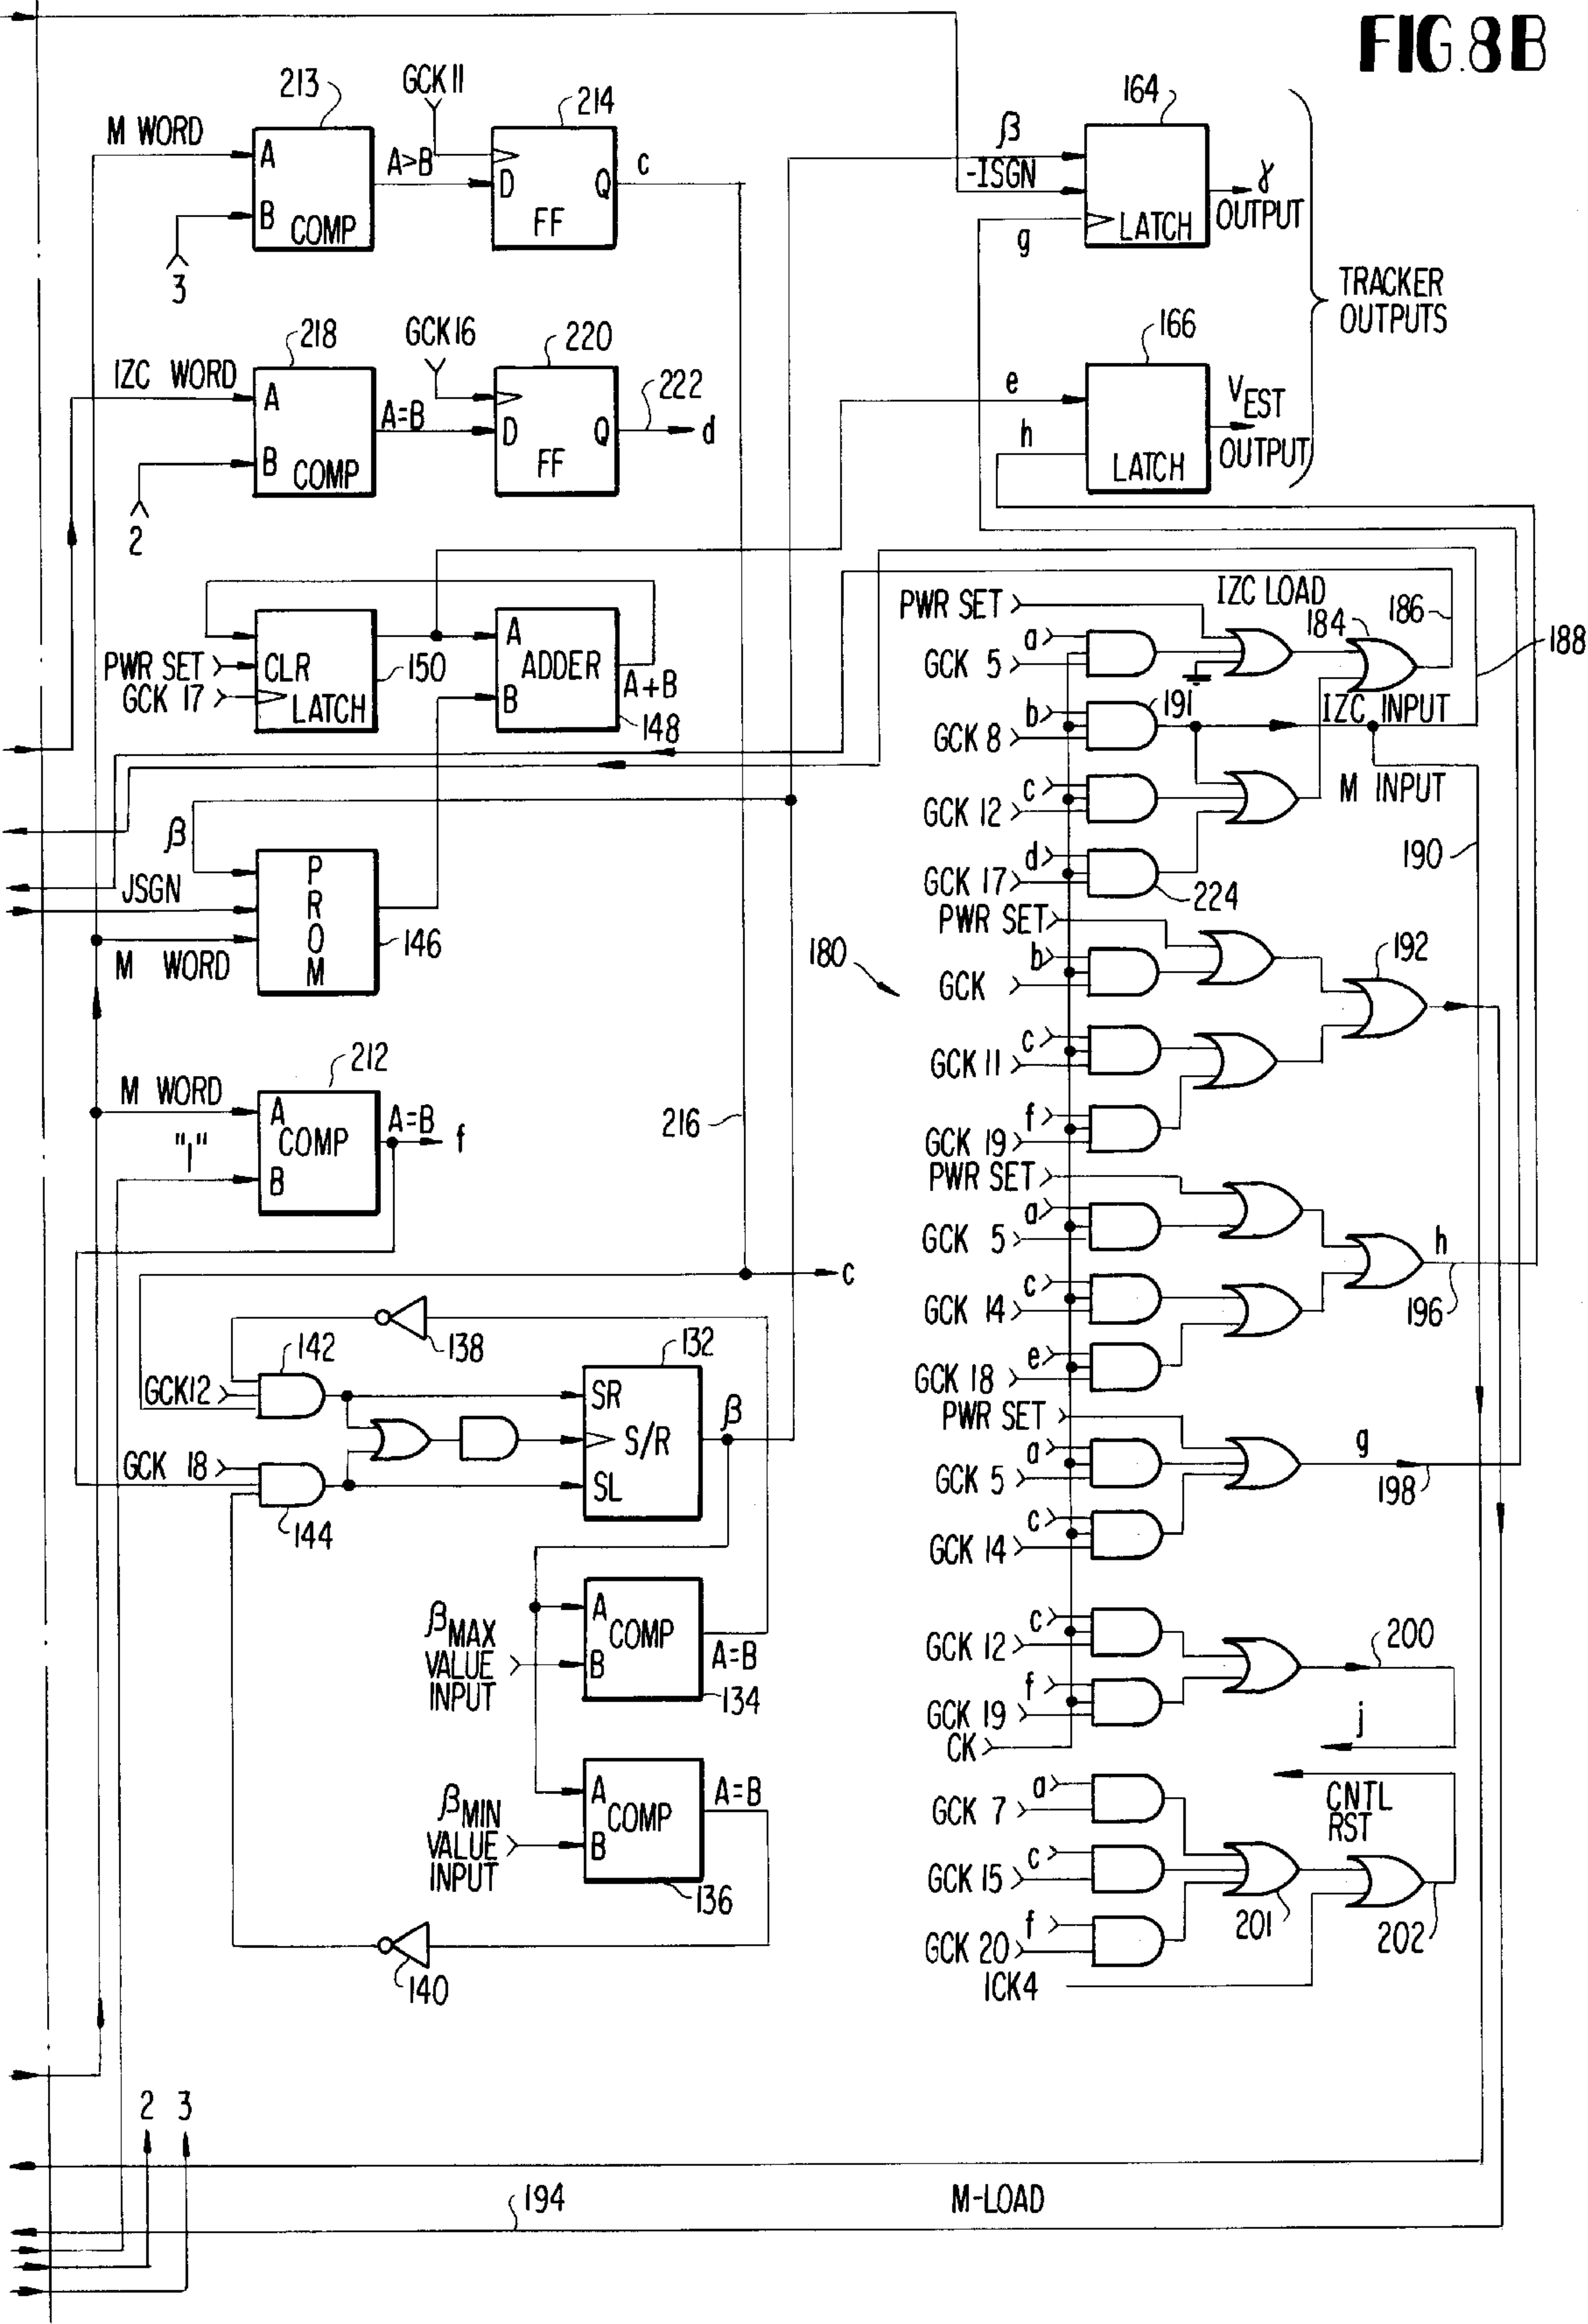 FIG. 8B
213
GCK 11
214
164
M WORD
A
A>B
D
Q
c
β
-ISGN
γ
OUTPUT
B
COMP
FF
LATCH
g
3
TRACKER
OUTPUTS
218
GCK 16
220
166
IZC WORD
A
A=B
222
D
Q
d
e
VEST
OUTPUT
h
B
COMP
FF
LATCH
2
PWR SET
CLR
GCK 17
LATCH
150
A
ADDER
A+B
B
148
PWR SET
IZC LOAD
184
186
188
a
GCK 5
b
191
GCK 8
IZC INPUT
c
GCK 12
M INPUT
d
GCK 17
224
190
β
JSGN
M WORD
PROM
146
180
PWR SET
b
GCK
192
c
GCK 11
f
GCK 19
212
M WORD
A
COMP
A=B
f
"1"
B
216
PWR SET
a
GCK 5
h
c
GCK 14
196
e
GCK 18
c
138
142
132
GCK12
SR
S/R
β
GCK 18
SL
144
PWR SET
a
GCK 5
g
198
c
GCK 14
βMAX
VALUE
INPUT
A
COMP
B
A=B
134
c
GCK 12
200
f
GCK 19
CK
j
βMIN
VALUE
INPUT
A
COMP
B
A=B
136
a
GCK 7
CNTL
RST
c
GCK 15
201
202
f
GCK 20
ICK4
140
2 3
194
M-LOAD